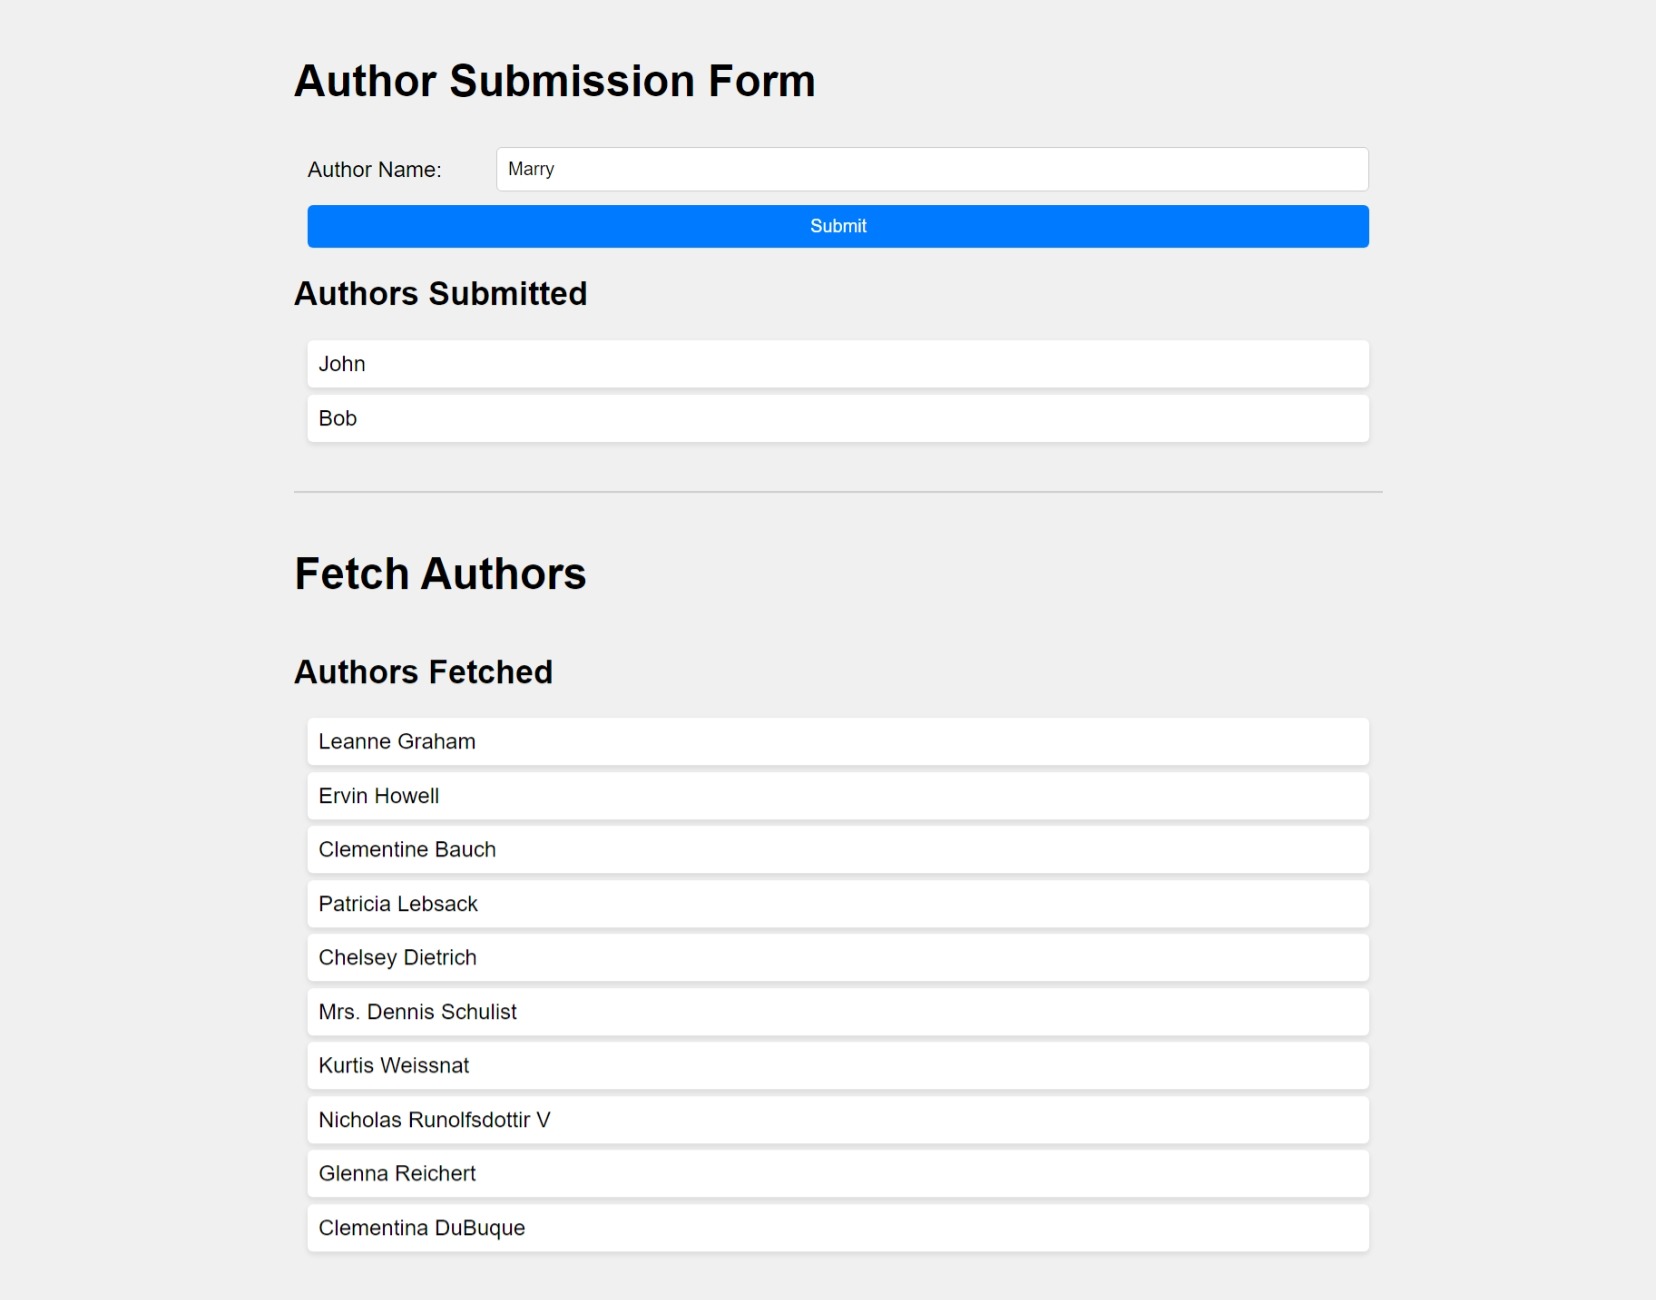 Author Submission Form
Author Name: Marry
Submit
Authors Submitted
John
Bob
Fetch Authors
Authors Fetched
Leanne Graham
Ervin Howell
Clementine Bauch
Patricia Lebsack
Chelsey Dietrich
Mrs. Dennis Schulist
Kurtis Weissnat
Nicholas Runolfsdottir V
Glenna Reichert
Clementina DuBuque